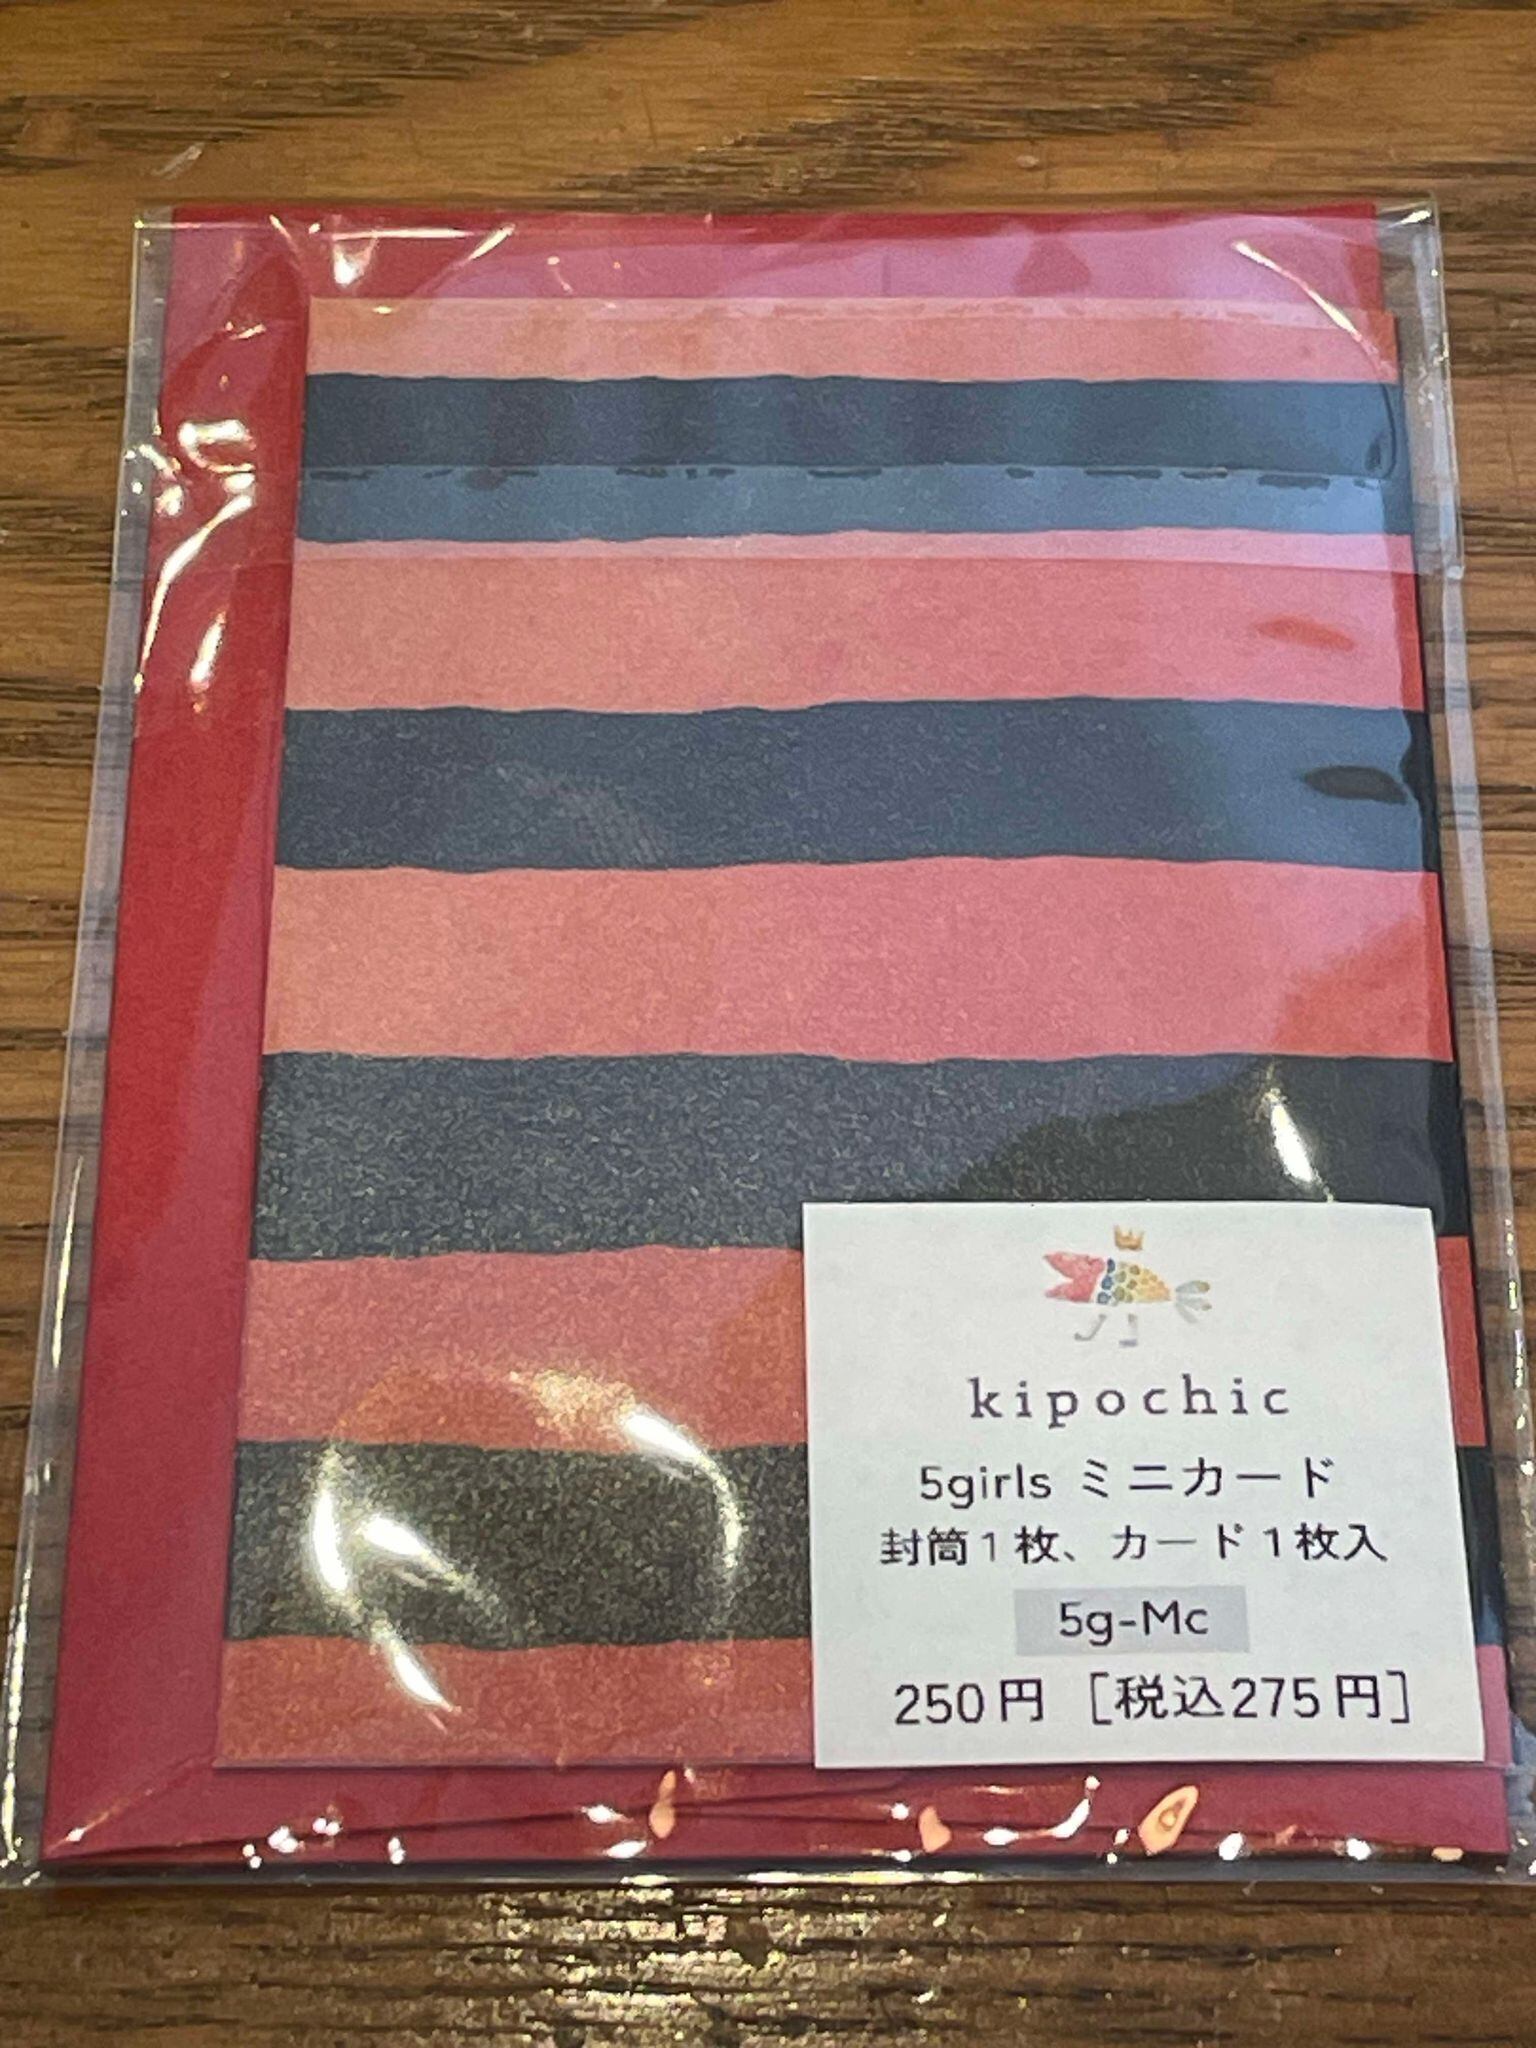 kipochic
5girls ミニカード
封筒1枚、カード1枚入
5g-Mc
250円 [税込275円]